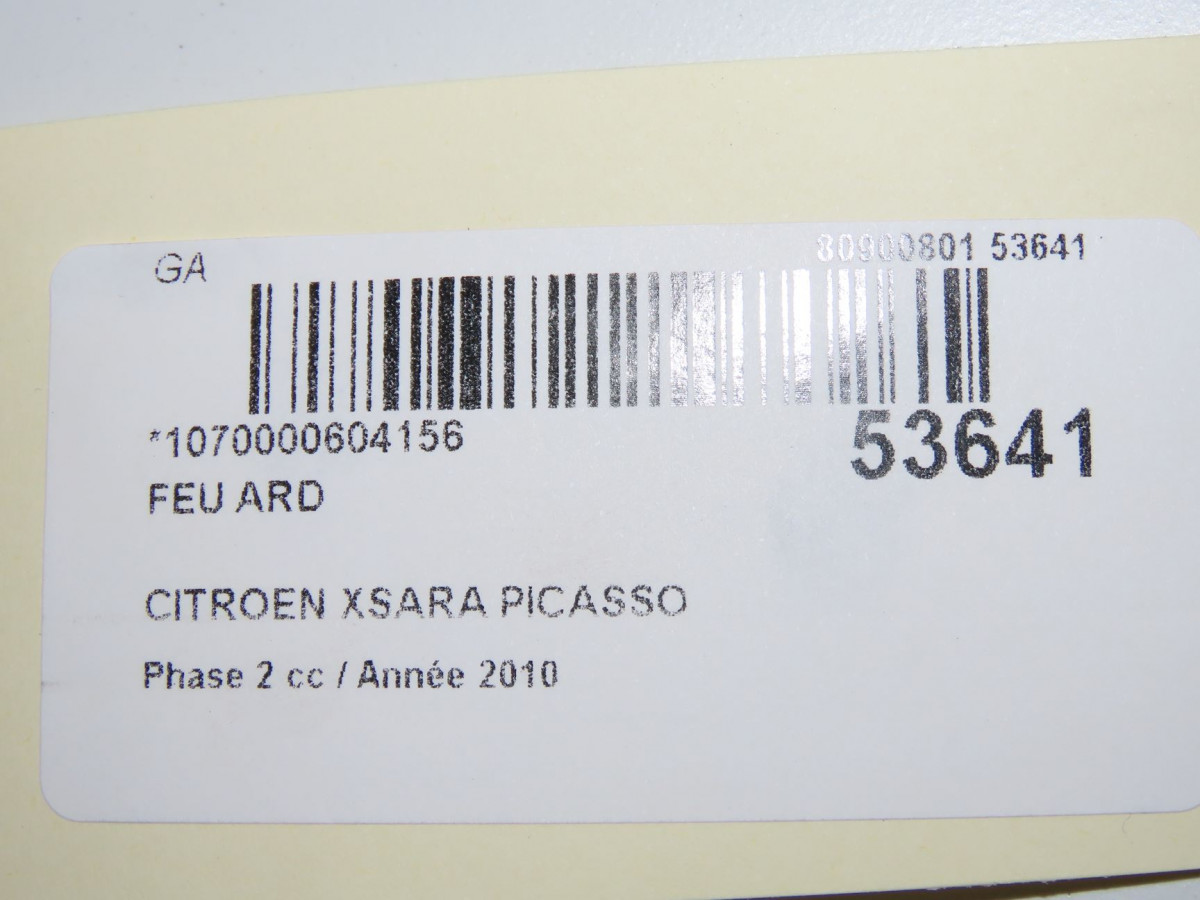 GA
80900801 53641
*1070000604156
53641
FEU ARD
CITROEN XSARA PICASSO
Phase 2 cc / Année 2010